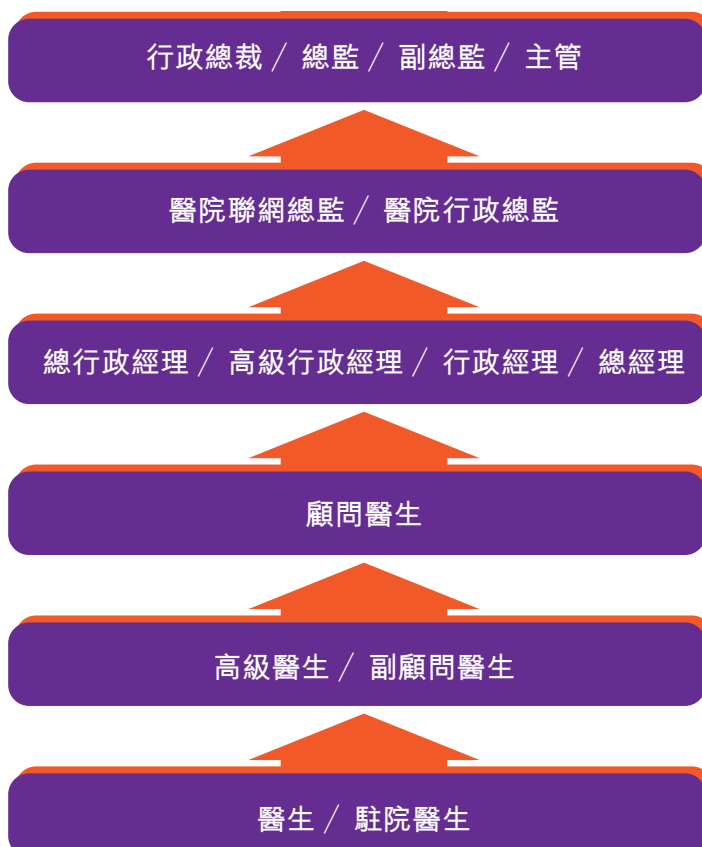 行政總裁 / 總監 / 副總監 / 主管
醫院聯網總監 / 醫院行政總監
總行政經理 / 高級行政經理 / 行政經理 / 總經理
顧問醫生
高級醫生 / 副顧問醫生
醫生 / 駐院醫生